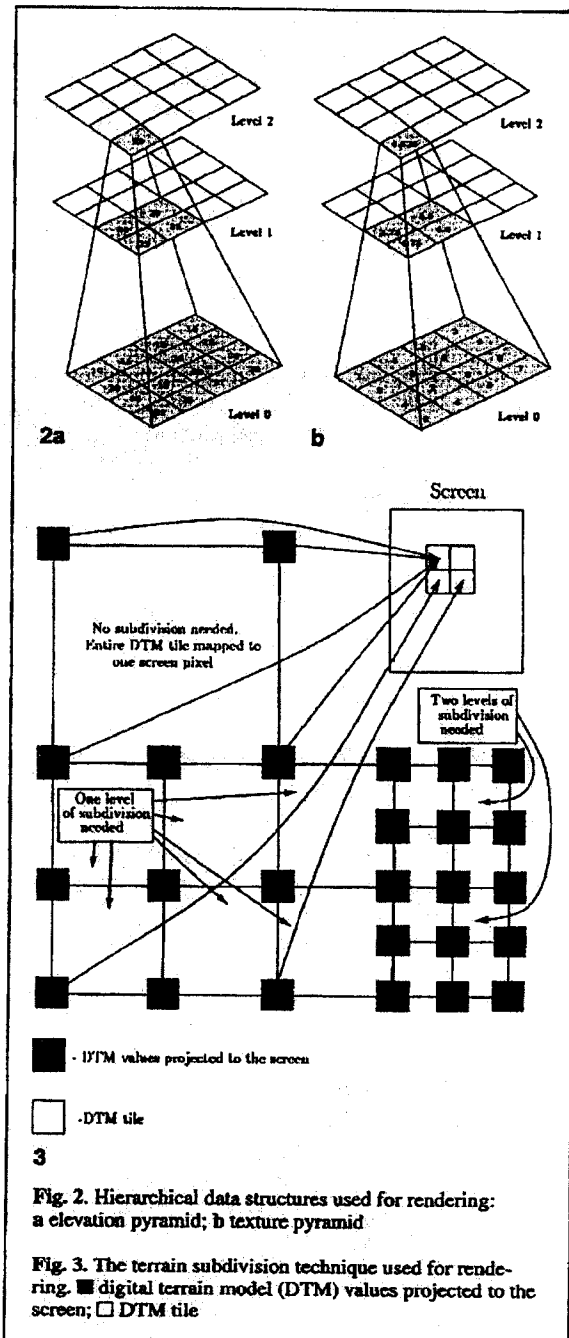 Level 2
Level 2
Level 1
Level 1
Level 0
Level 0
2a
b
Screen
No subdivision needed.
Entire DTM tile mapped to
one screen pixel
Two levels of
subdivision
needed
One level
of subdivision
needed
- DTM values projected to the screen
-DTM tile
3
Fig. 2. Hierarchical data structures used for rendering:
a elevation pyramid; b texture pyramid
Fig. 3. The terrain subdivision technique used for rende-
ring. ■ digital terrain model (DTM) values projected to the
screen; □ DTM tile